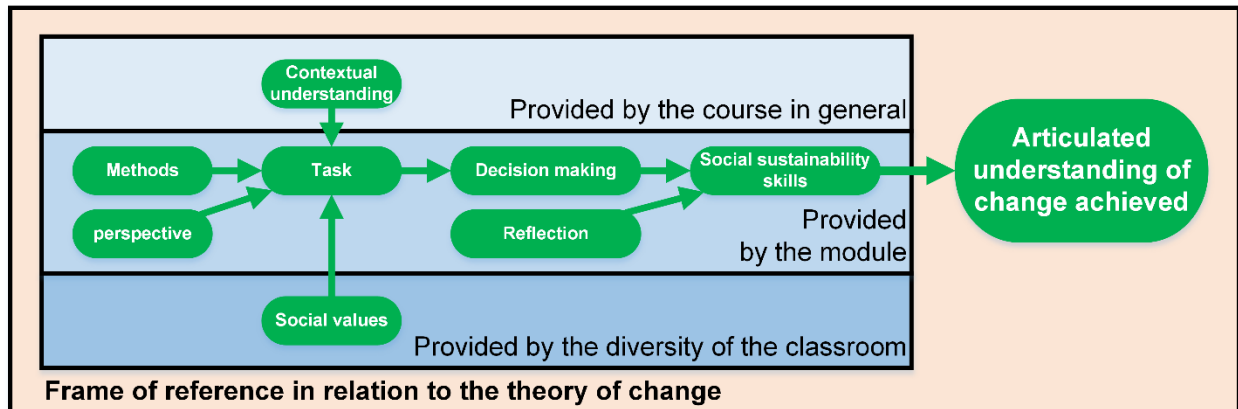 Contextual
understanding
Provided by the course in general
Methods
Task
Decision making
Social sustainability
skills
Articulated
understanding of
change achieved
perspective
Reflection
Provided
by the module
Social values
Provided by the diversity of the classroom
Frame of reference in relation to the theory of change